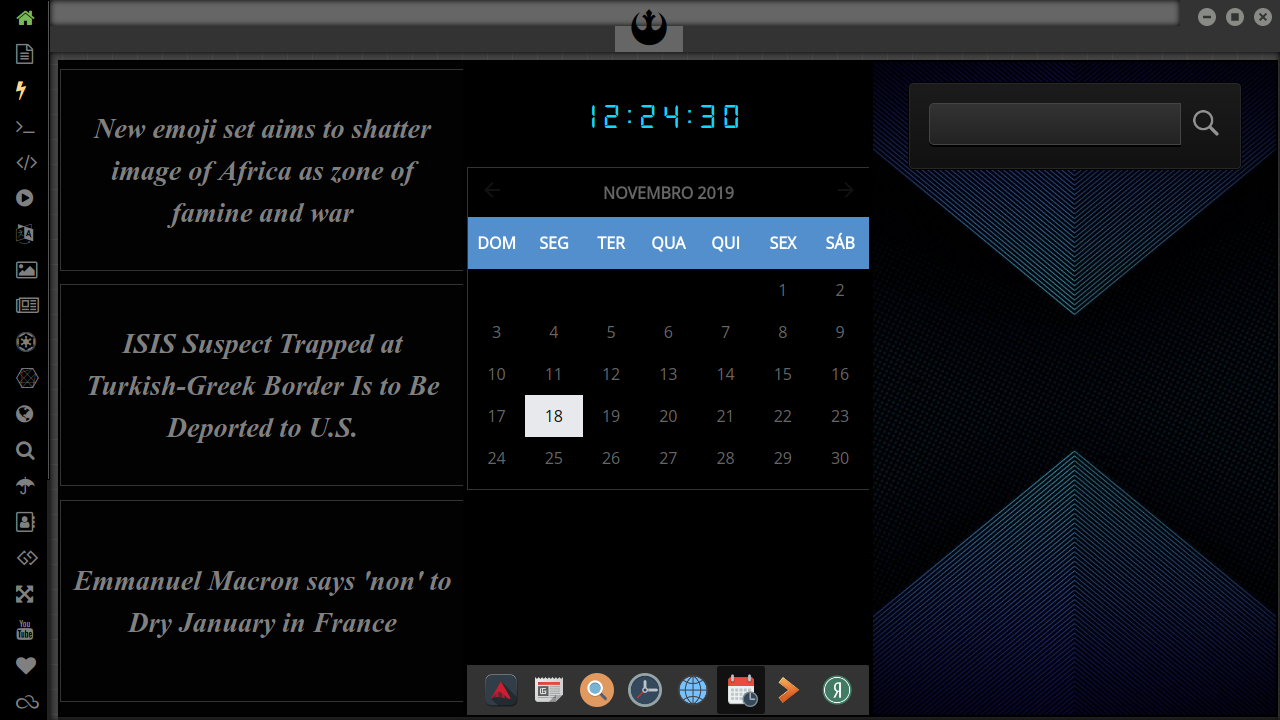 New emoji set aims to shatter
image of Africa as zone of
famine and war
ISIS Suspect Trapped at
Turkish-Greek Border Is to Be
Deported to U.S.
Emmanuel Macron says 'non' to
Dry January in France
12:24:30
NOVEMBRO 2019
DOM SEG TER QUA QUI SEX SÁB
1 2
3 4 5 6 7 8 9
10 11 12 13 14 15 16
17 18 19 20 21 22 23
24 25 26 27 28 29 30
You
Tube
Я